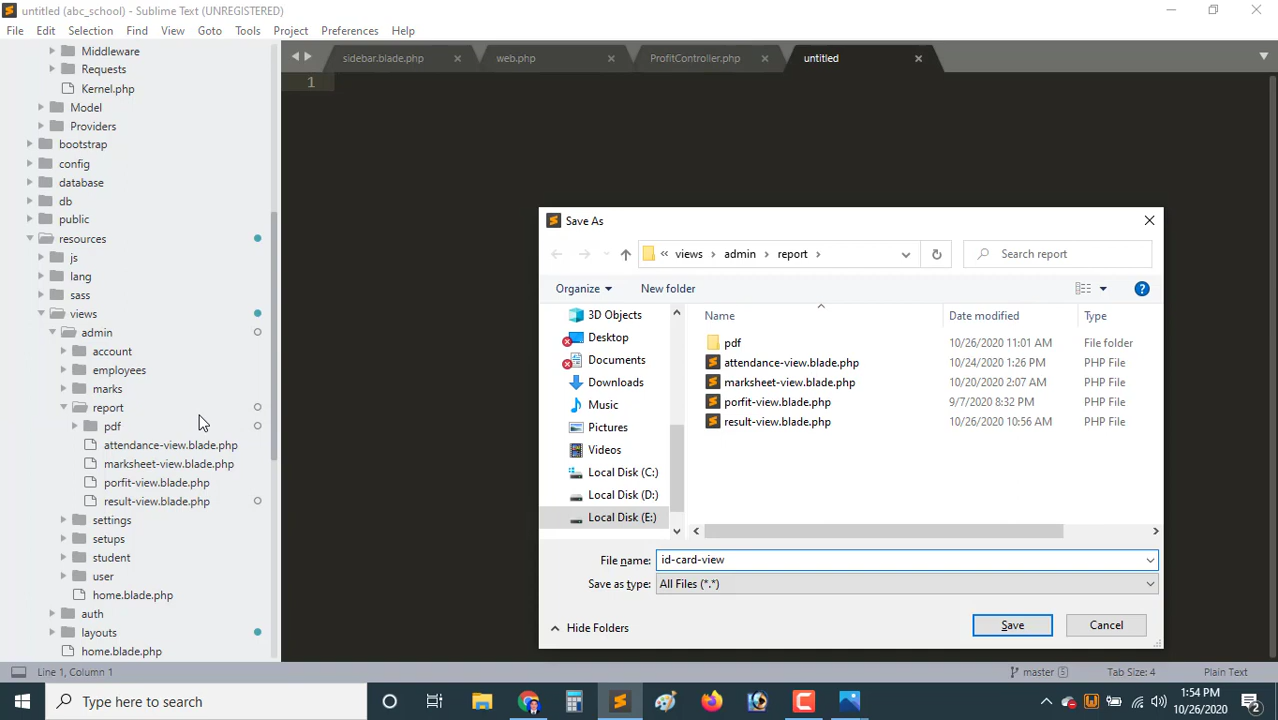 untitled (abc_school) - Sublime Text (UNREGISTERED)
File Edit Selection Find View Goto Tools Project Preferences Help
sidebar.blade.php web.php ProfitController.php untitled
1
Middleware
Requests
Kernel.php
Model
Providers
bootstrap
config
database
db
public
resources
js
lang
sass
views
admin
account
employees
marks
report
pdf
attendance-view.blade.php
marksheet-view.blade.php
porfit-view.blade.php
result-view.blade.php
settings
setups
student
user
home.blade.php
auth
layouts
home.blade.php
Save As
« views › admin › report › Search report
Organize New folder
3D Objects
Desktop
Documents
Downloads
Music
Pictures
Videos
Local Disk (C:)
Local Disk (D:)
Local Disk (E:)
Name Date modified Type
pdf 10/26/2020 11:01 AM File folder
attendance-view.blade.php 10/24/2020 1:26 PM PHP File
marksheet-view.blade.php 10/20/2020 2:07 AM PHP File
porfit-view.blade.php 9/7/2020 8:32 PM PHP File
result-view.blade.php 10/26/2020 10:56 AM PHP File
File name: id-card-view
Save as type: All Files (*.*)
Hide Folders Save Cancel
Line 1, Column 1 master 5 Tab Size: 4 Plain Text
Type here to search
1:54 PM
10/26/2020
2